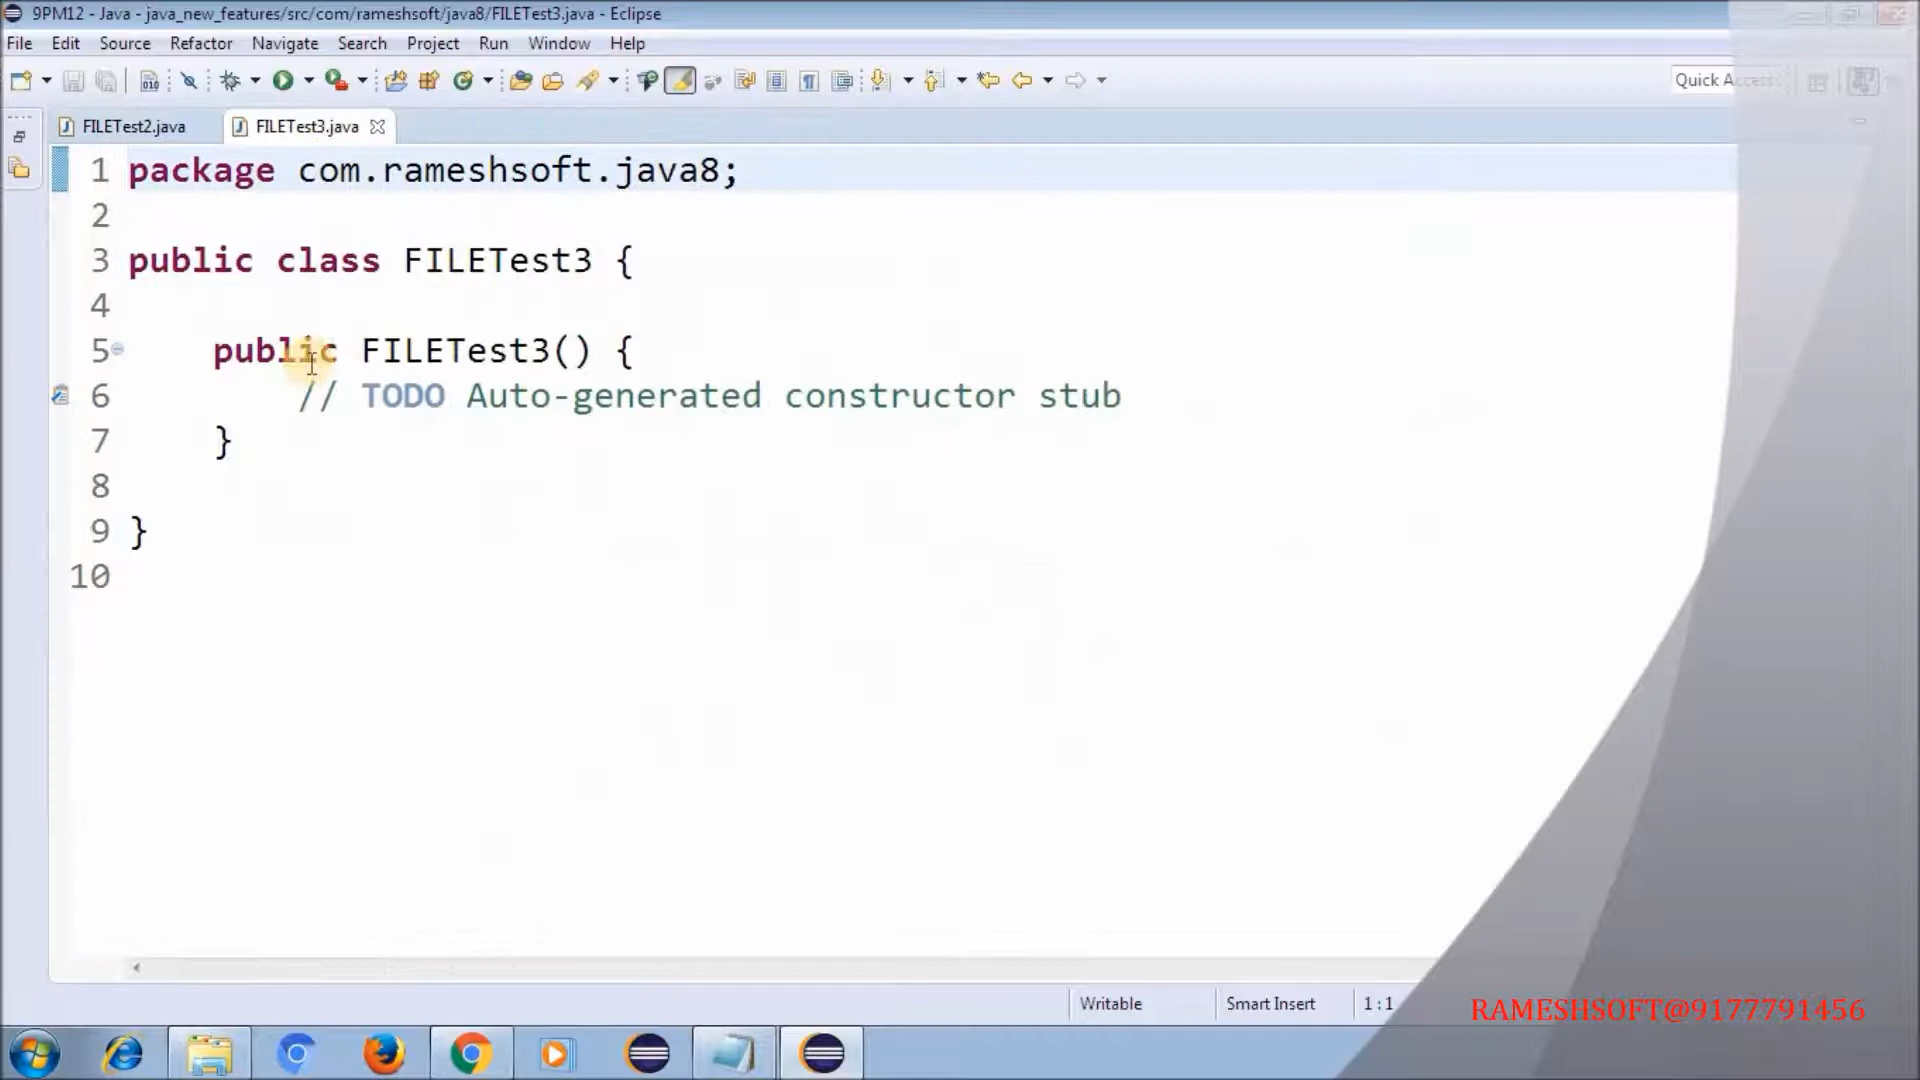 9PM12 - Java - java_new_features/src/com/rameshsoft/java8/FILETest3.java - Eclipse
File Edit Source Refactor Navigate Search Project Run Window Help
010
Quick Access
FILETest2.java FILETest3.java
1 package com.rameshsoft.java8;
2
3 public class FILETest3 {
4
5 public FILETest3() {
6 // TODO Auto-generated constructor stub
7 }
8
9 }
10
Writable Smart Insert 1 : 1
RAMESHSOFT@9177791456